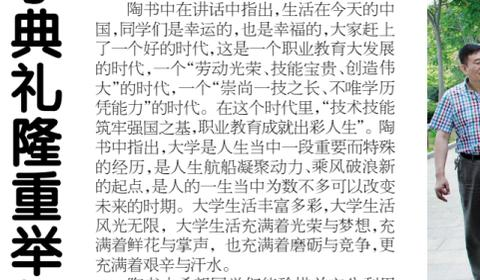 典礼隆重举
陶书中在讲话中指出,生活在今天的中
国,同学们是幸运的,也是幸福的,大家赶上
了一个好的时代,这是一个职业教育大发展
的时代,一个“劳动光荣、技能宝贵、创造伟
大”的时代,一个“崇尚一技之长、不唯学历
凭能力”的时代。在这个时代里,“技术技能
筑牢强国之基,职业教育成就出彩人生”。陶
书中指出,大学是人生当中一段重要而特殊
的经历,是人生航船凝聚动力、乘风破浪新
的起点,是人的一生当中为数不多可以改变
未来的时期。大学生活丰富多彩,大学生活
风光无限,大学生活充满着光荣与梦想,充
满着鲜花与掌声,也充满着磨砺与竞争,更
充满着艰辛与汗水。